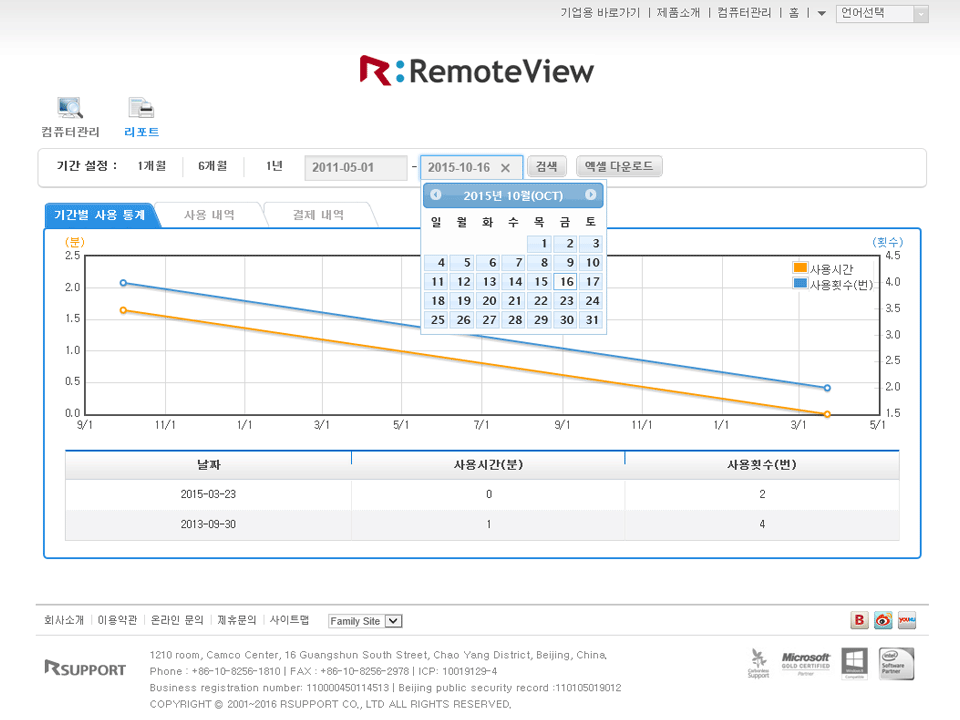 기업용 바로가기 | 제품소개 | 컴퓨터관리 | 홈 | 언어선택
R:RemoteView
컴퓨터관리 리포트
기간 설정 : 1개월 6개월 1년 2011-05-01 - 2015-10-16 × 검색 엑셀 다운로드
2015년 10월(OCT)
일 월 화 수 목 금 토
1 2 3
4 5 6 7 8 9 10
11 12 13 14 15 16 17
18 19 20 21 22 23 24
25 26 27 28 29 30 31
기간별 사용 통계 사용 내역 결제 내역
(분) (횟수)
2.5 4.5
사용시간
2.0 사용횟수(번) 4.0
1.5 3.5
3.0
1.0 2.5
0.5 2.0
0.0 1.5
9/1 11/1 1/1 3/1 5/1 7/1 9/1 11/1 1/1 3/1 5/1
날짜 사용시간(분) 사용횟수(번)
2015-03-23 0 2
2013-09-30 1 4
회사소개 | 이용약관 | 온라인 문의 | 제휴문의 | 사이트맵 Family Site
B YOUKU
RSUPPORT
1210 room, Camco Center, 16 Guangshun South Street, Chao Yang District, Beijing, China.
Phone : +86-10-8256-1810 | FAX : +86-10-8256-2978 | ICP: 10019129-4
Business registration number: 110000450114513 | Beijing public security record :110105019012
COPYRIGHT © 2001~2016 RSUPPORT CO., LTD ALL RIGHTS RESERVED.
Support
Microsoft
GOLD CERTIFIED
Partner
intel
Software
Partner